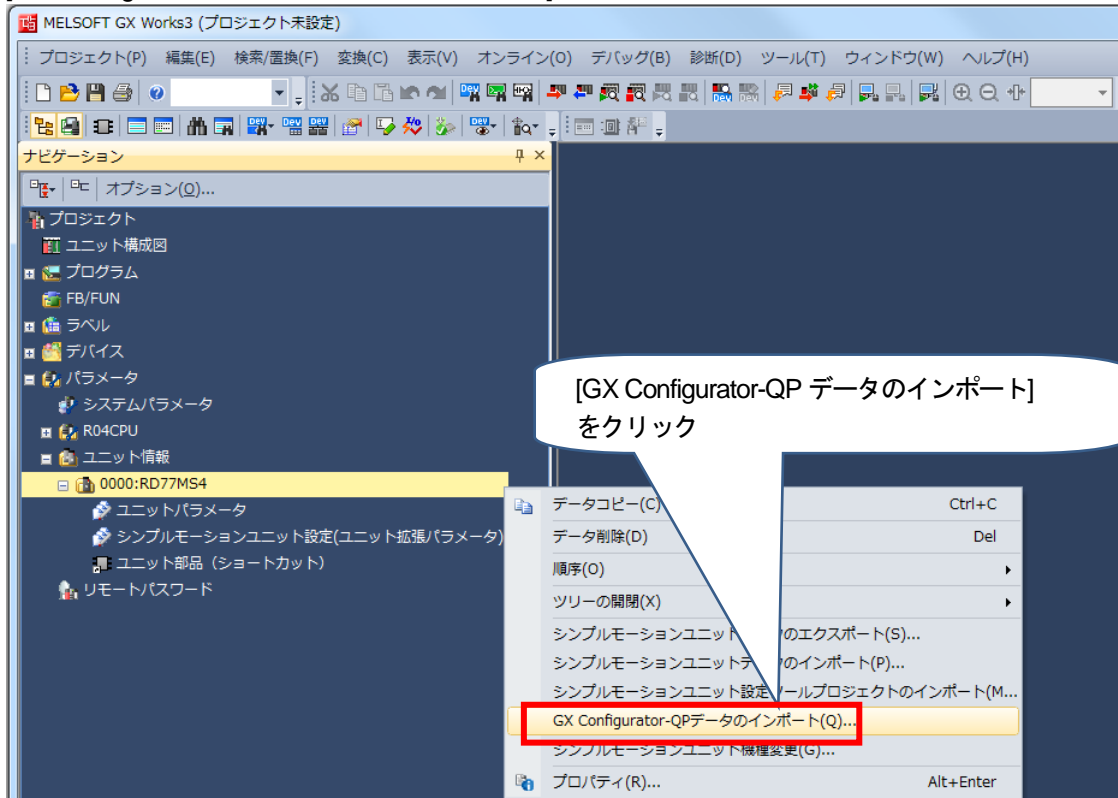 MELSOFT GX Works3 (プロジェクト未設定)
プロジェクト(P) 編集(E) 検索/置換(F) 変換(C) 表示(V) オンライン(O) デバッグ(B) 診断(D) ツール(T) ウィンドウ(W) ヘルプ(H)
ナビゲーション
オプション(O)...
プロジェクト
ユニット構成図
プログラム
FB/FUN
ラベル
デバイス
パラメータ
システムパラメータ
R04CPU
ユニット情報
0000:RD77MS4
ユニットパラメータ
シンプルモーションユニット設定(ユニット拡張パラメータ)
ユニット部品（ショートカット）
リモートパスワード
[GX Configurator-QP データのインポート]
をクリック
データコピー(C) Ctrl+C
データ削除(D) Del
順序(O)
ツリーの開閉(X)
シンプルモーションユニット のエクスポート(S)...
シンプルモーションユニットデ のインポート(P)...
シンプルモーションユニット設定 ールプロジェクトのインポート(M...
GX Configurator-QPデータのインポート(Q)...
シンプルモーションユニット機種変更(G)...
プロパティ(R)... Alt+Enter